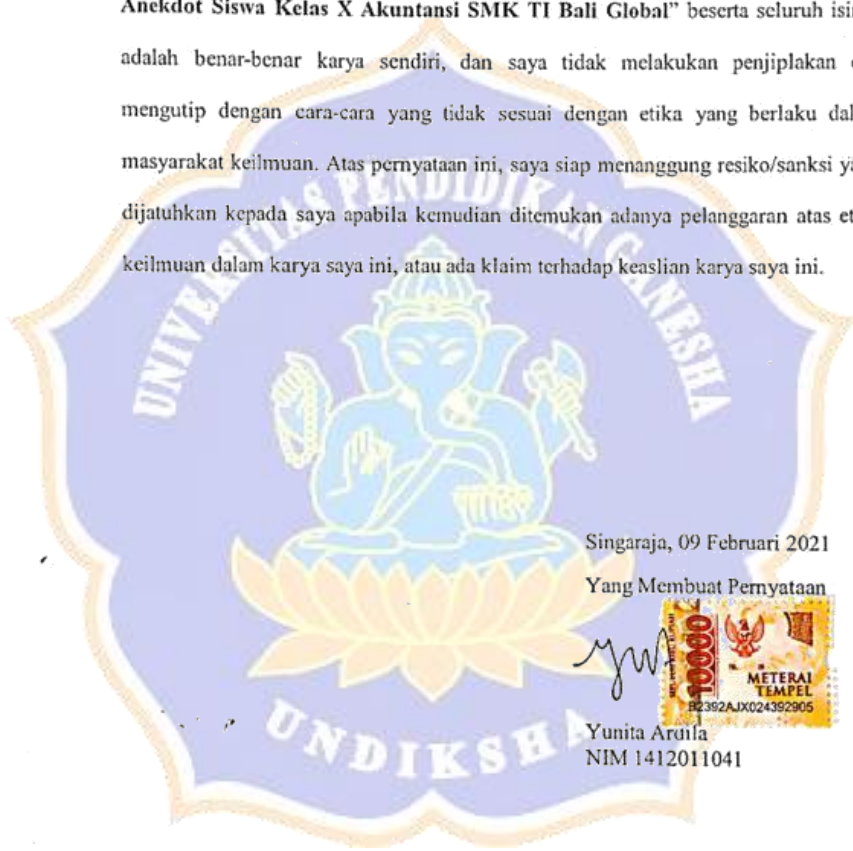 Anekdot Siswa Kelas X Akuntansi SMK TI Bali Global” beserta seluruh isin
adalah benar-benar karya sendiri, dan saya tidak melakukan penjiplakan
mengutip dengan cara-cara yang tidak sesuai dengan etika yang berlaku dal
masyarakat keilmuan. Atas pernyataan ini, saya siap menanggung resiko/sanksi ya
dijatuhkan kepada saya apabila kemudian ditemukan adanya pelanggaran atas et
keilmuan dalam karya saya ini, atau ada klaim terhadap keaslian karya saya ini.
UNIVERSITAS PENDIDIKAN GANESHA
Singaraja, 09 Februari 2021
Yang Membuat Pernyataan
10000
METERAI
TEMPEL
B2392AJX024392905
Yunita Ardila
NIM 1412011041
UNDIKSHA